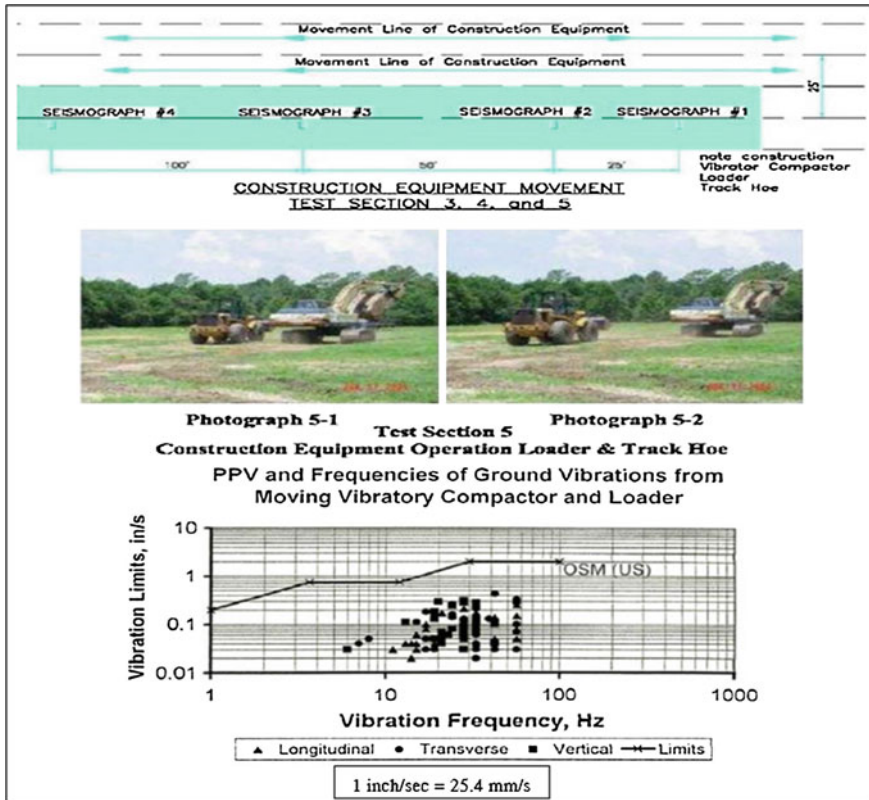 Movement Line of Construction Equipment
Movement Line of Construction Equipment
25'
SEISMOGRAPH #4 SEISMOGRAPH #3 SEISMOGRAPH #2 SEISMOGRAPH #1
100' 50' 25'
note construction
Vibrator Compactor
Loader
Track Hoe
CONSTRUCTION EQUIPMENT MOVEMENT
TEST SECTION 3, 4, and 5
Photograph 5-1 Photograph 5-2
Test Section 5
Construction Equipment Operation Loader & Track Hoe
PPV and Frequencies of Ground Vibrations from
Moving Vibratory Compactor and Loader
Vibration Limits, in/s
10
1
0.1
0.01
OSM (US)
1 10 100 1000
Vibration Frequency, Hz
Longitudinal Transverse Vertical Limits
1 inch/sec = 25.4 mm/s